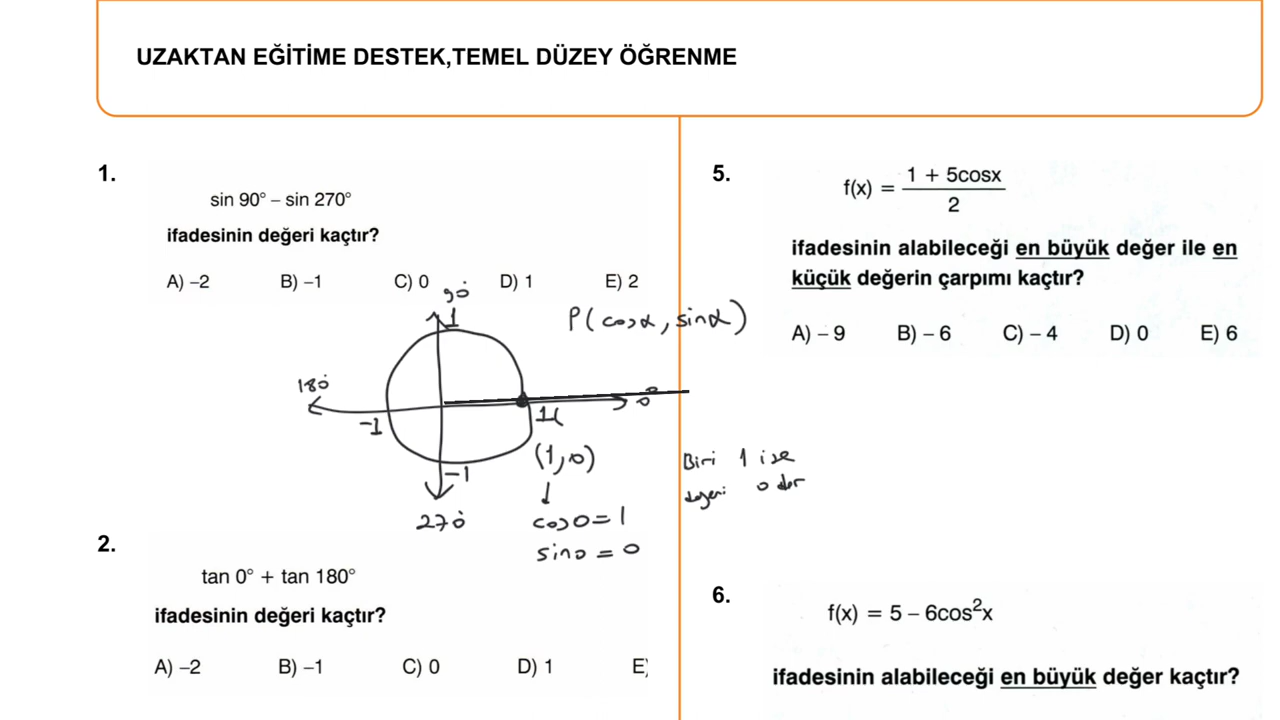 UZAKTAN EĞİTİME DESTEK,TEMEL DÜZEY ÖĞRENME
1.
sin 90° – sin 270°
ifadesinin değeri kaçtır?
A) –2 B) –1 C) 0 D) 1 E) 2
90°
1
P(cosα, sinα)
180°
0°
-1
1
(1,0)
-1
270°
cos0=1
sin0=0
Biri 1 ise
0 dır
2.
tan 0° + tan 180°
ifadesinin değeri kaçtır?
A) –2 B) –1 C) 0 D) 1 E)
5.
f(x) = 1 + 5cosx
2
ifadesinin alabileceği en büyük değer ile en
küçük değerin çarpımı kaçtır?
A) – 9 B) – 6 C) – 4 D) 0 E) 6
6.
f(x) = 5 – 6cos²x
ifadesinin alabileceği en büyük değer kaçtır?